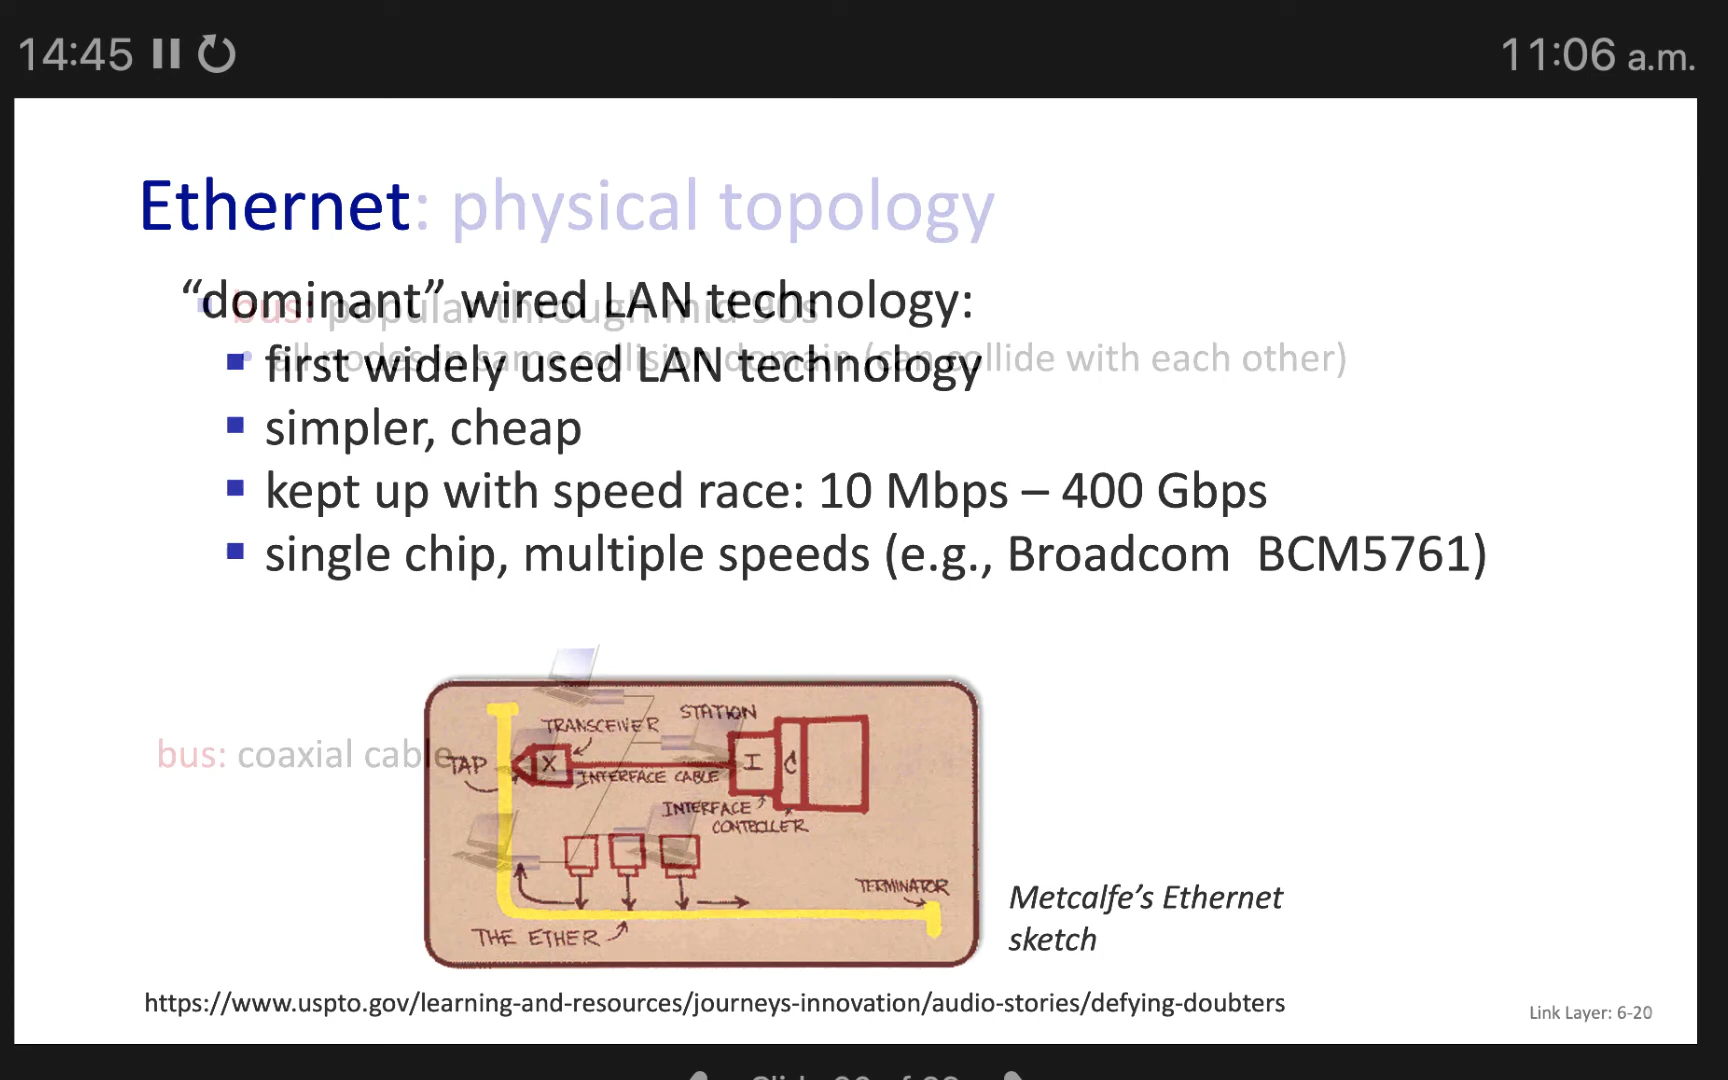 14:45
11:06 a.m.
Ethernet: physical topology
“dominant” wired LAN technology:
bus: popular through mid 90s
first widely used LAN technology
all nodes in same collision domain (can collide with each other)
simpler, cheap
kept up with speed race: 10 Mbps – 400 Gbps
single chip, multiple speeds (e.g., Broadcom BCM5761)
bus: coaxial cable
TRANSCEIVER
STATION
TAP
X
I
C
INTERFACE CABLE
INTERFACE
CONTROLLER
TERMINATOR
THE ETHER
Metcalfe’s Ethernet
sketch
https://www.uspto.gov/learning-and-resources/journeys-innovation/audio-stories/defying-doubters
Link Layer: 6-20